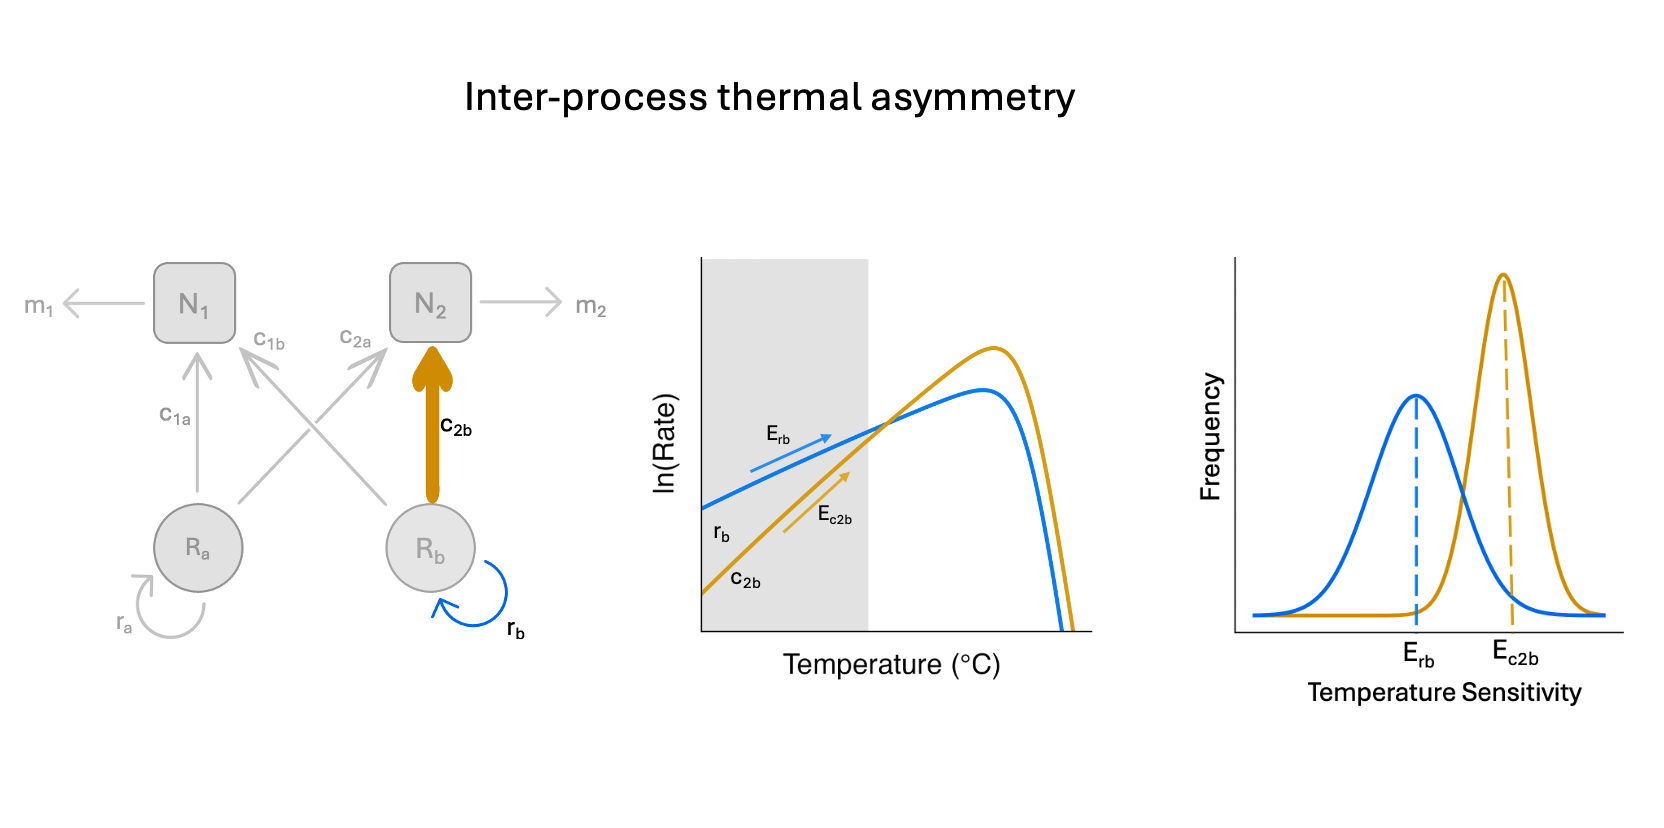 Inter-process thermal asymmetry
m₁
N₁
N₂
m₂
c₁b
c₂a
c₁a
c₂b
Rₐ
R_b
rₐ
r_b
ln(Rate)
E_rb
E_c2b
r_b
c₂b
Temperature (°C)
Frequency
E_rb
E_c2b
Temperature Sensitivity